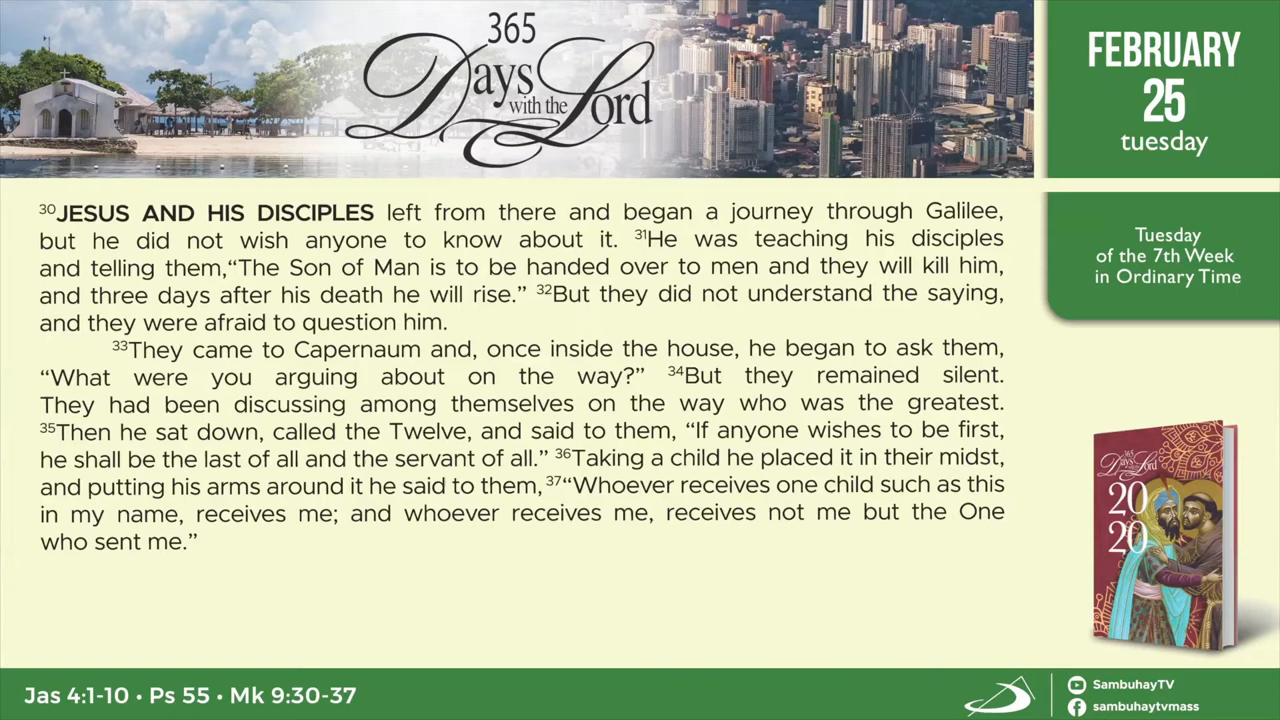 365
Days
with the
Lord
FEBRUARY
25
tuesday
Tuesday
of the 7th Week
in Ordinary Time
³⁰JESUS AND HIS DISCIPLES left from there and began a journey through Galilee,
but he did not wish anyone to know about it. ³¹He was teaching his disciples
and telling them,“The Son of Man is to be handed over to men and they will kill him,
and three days after his death he will rise.” ³²But they did not understand the saying,
and they were afraid to question him.
³³They came to Capernaum and, once inside the house, he began to ask them,
“What were you arguing about on the way?” ³⁴But they remained silent.
They had been discussing among themselves on the way who was the greatest.
³⁵Then he sat down, called the Twelve, and said to them, “If anyone wishes to be first,
he shall be the last of all and the servant of all.” ³⁶Taking a child he placed it in their midst,
and putting his arms around it he said to them, ³⁷“Whoever receives one child such as this
in my name, receives me; and whoever receives me, receives not me but the One
who sent me.”
365
Days
with the
Lord
20
20
Jas 4:1-10 • Ps 55 • Mk 9:30-37
SambuhayTV
sambuhaytvmass